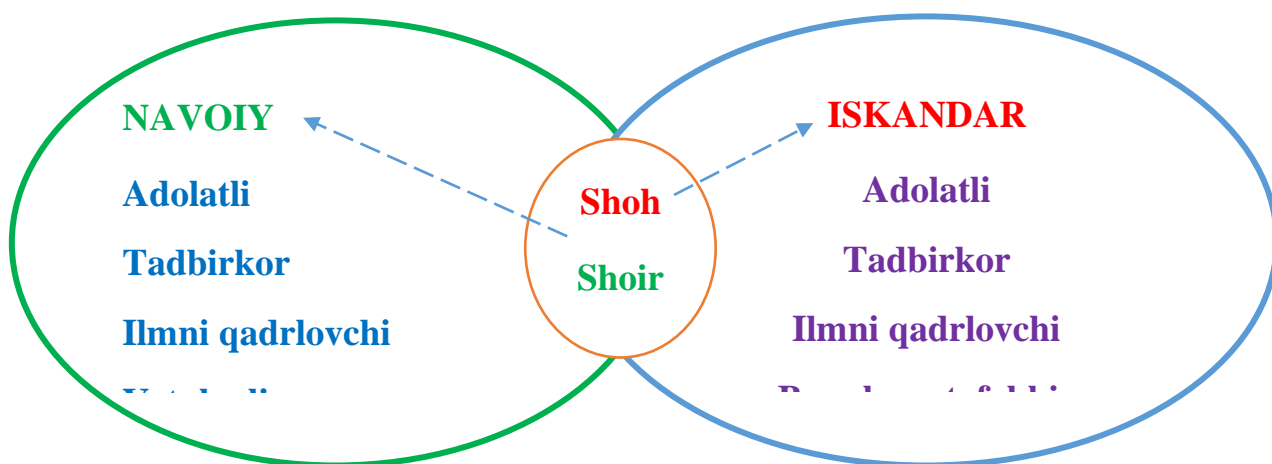 NAVOIY
Adolatli
Tadbirkor
Ilmni qadrlovchi
Shoh
Shoir
ISKANDAR
Adolatli
Tadbirkor
Ilmni qadrlovchi